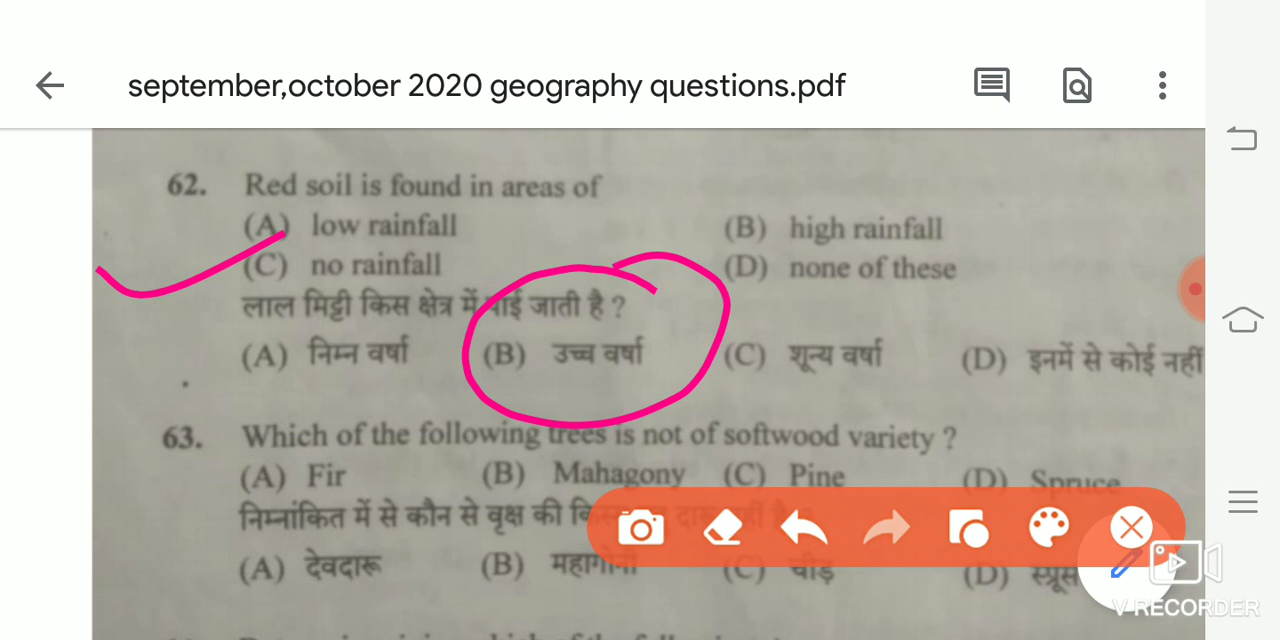 september,october 2020 geography questions.pdf
62. Red soil is found in areas of
(A) low rainfall (B) high rainfall
(C) no rainfall (D) none of these
लाल मिट्टी किस क्षेत्र में पाई जाती है ?
(A) निम्न वर्षा (B) उच्च वर्षा (C) शून्य वर्षा (D) इनमें से कोई नहीं
63. Which of the following trees is not of softwood variety ?
(A) Fir (B) Mahagony (C) Pine (D) Spruce
निम्नांकित में से कौन से वृक्ष की
(A) देवदारू (B) महागोनी (C) चीड़ (D) स्प्रूस
V RECORDER